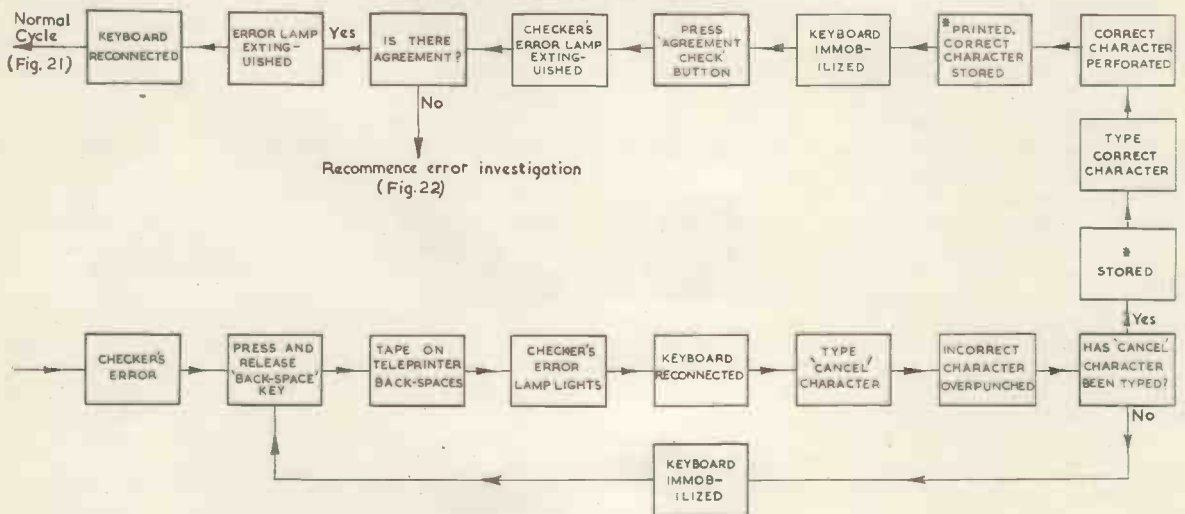 Normal
Cycle
(Fig. 21)
KEYBOARD
RECONNECTED
ERROR LAMP
EXTING-
UISHED
Yes
IS THERE
AGREEMENT?
No
Recommence error investigation
(Fig. 22)
CHECKER'S
ERROR LAMP
EXTING-
UISHED
PRESS
'AGREEMENT
CHECK'
BUTTON
KEYBOARD
IMMOB-
ILIZED
* PRINTED,
CORRECT
CHARACTER
STORED
CORRECT
CHARACTER
PERFORATED
TYPE
CORRECT
CHARACTER
*
STORED
Yes
CHECKER'S
ERROR
PRESS AND
RELEASE
'BACK-SPACE'
KEY
TAPE ON
TELEPRINTER
BACK-SPACES
CHECKER'S
ERROR
LAMP LIGHTS
KEYBOARD
RECONNECTED
TYPE
'CANCEL'
CHARACTER
INCORRECT
CHARACTER
OVERPUNCHED
HAS 'CANCEL'
CHARACTER
BEEN TYPED?
No
KEYBOARD
IMMOB-
ILIZED